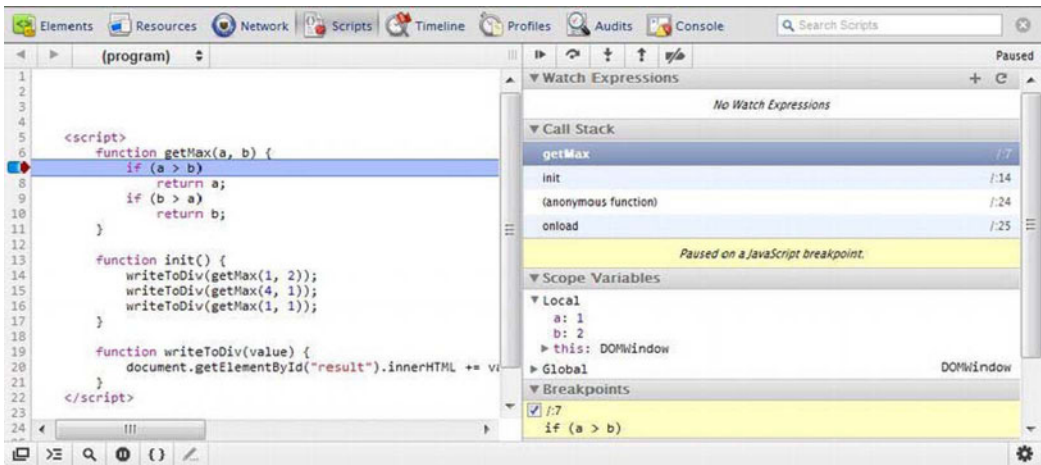 Elements Resources Network Scripts Timeline Profiles Audits Console Search Scripts
(program)
Paused
1
2
3
4
5 <script>
6 function getMax(a, b) {
if (a > b)
8 return a;
9 if (b > a)
10 return b;
11 }
12
13 function init() {
14 writeToDiv(getMax(1, 2));
15 writeToDiv(getMax(4, 1));
16 writeToDiv(getMax(1, 1));
17 }
18
19 function writeToDiv(value) {
20 document.getElementById("result").innerHTML += va
21 }
22 </script>
23
24
Watch Expressions
No Watch Expressions
Call Stack
getMax /:7
init /:14
(anonymous function) /:24
onload /:25
Paused on a JavaScript breakpoint.
Scope Variables
Local
a: 1
b: 2
this: DOMWindow
Global DOMWindow
Breakpoints
/:7
if (a > b)